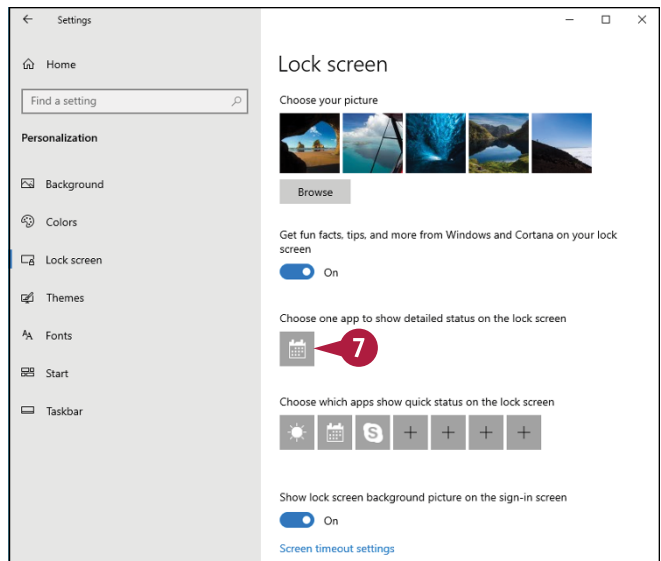 Settings
Home
Find a setting
Personalization
Background
Colors
Lock screen
Themes
Fonts
Start
Taskbar
Lock screen
Choose your picture
Browse
Get fun facts, tips, and more from Windows and Cortana on your lock
screen
On
Choose one app to show detailed status on the lock screen
7
Choose which apps show quick status on the lock screen
S
Show lock screen background picture on the sign-in screen
On
Screen timeout settings